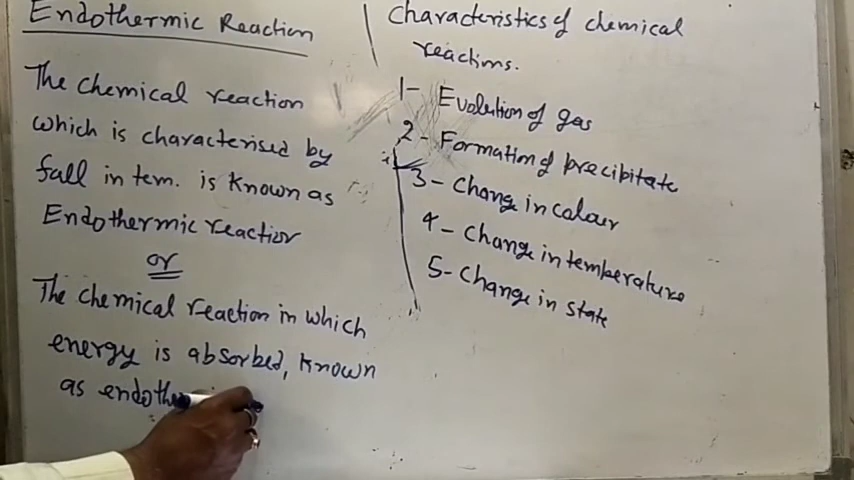 Endothermic Reaction
The chemical reaction
which is characterised by
fall in tem. is known as
Endothermic reaction
or
The chemical reaction in which
energy is absorbed, known
as endothe
Characteristics of chemical
reactions.
1- Evolution of gas
2- Formation of precipitate
3- Change in colour
4- Change in temperature
5- Change in state